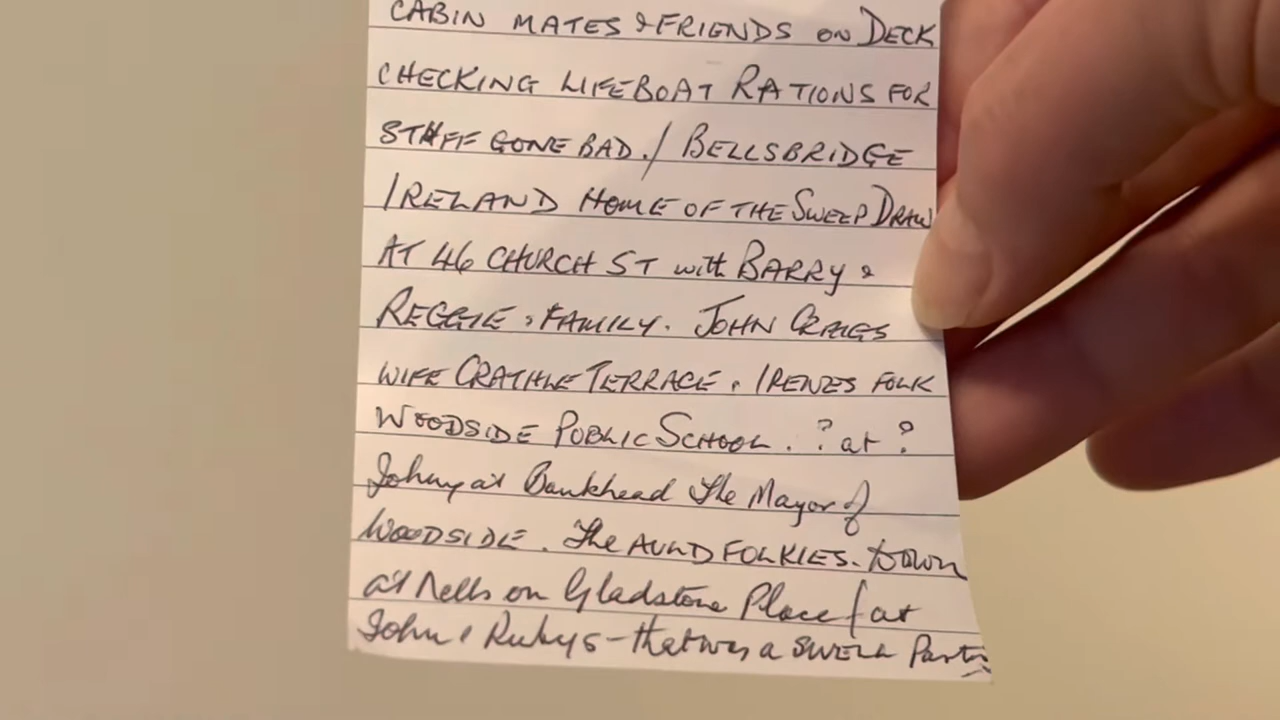 CABIN MATES & FRIENDS ON DECK
CHECKING LIFEBOAT RATIONS FOR
STAFF GONE BAD. / BELLSBRIDGE
IRELAND HOME OF THE SWEEP DRAW
AT 46 CHURCH ST with BARRY &
REGGIE & FAMILY. JOHN CRAIGS
WIFE CRATHIE TERRACE. IRENES FOLK
WOODSIDE PUBLIC SCHOOL. ? at ?
Johny at Bankhead The Mayor of
WOODSIDE. The AULD FOLKIES. DOWN
at Nells on Gladstone Place / at
John & Rubys - that was a SWELL Party